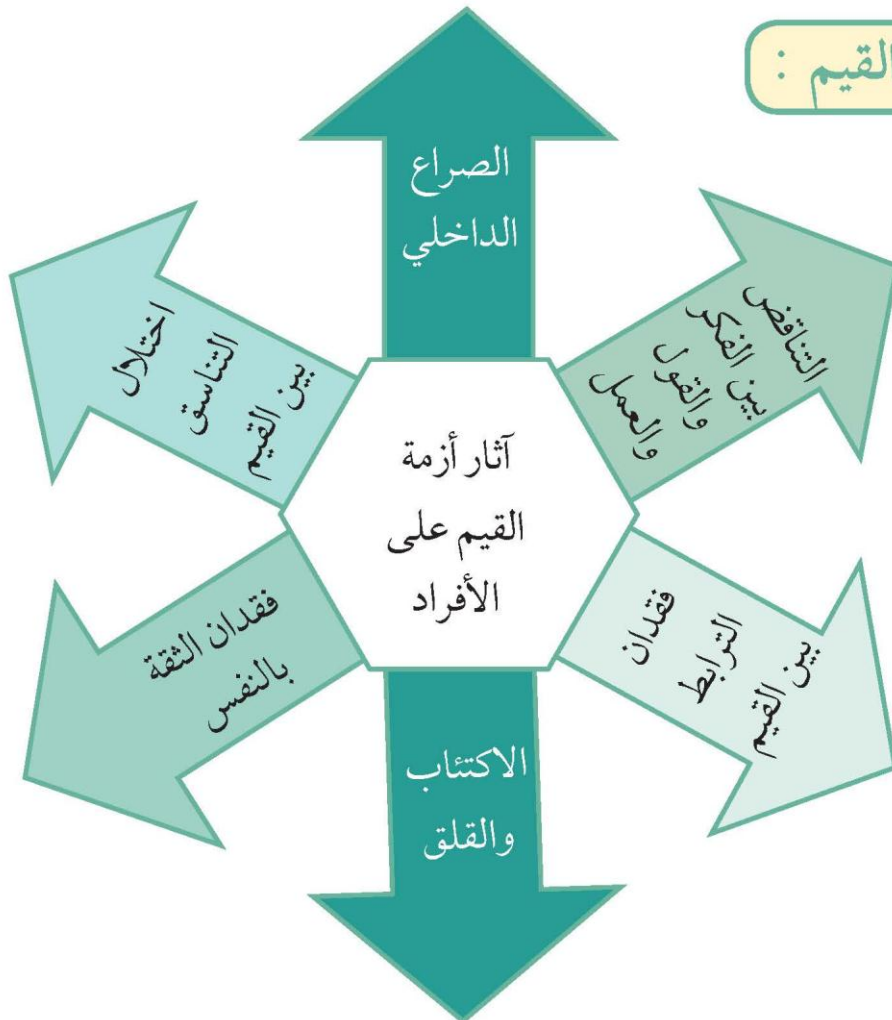 القيم :
الصراع
الداخلي
التناقض
بين الفكر
والقول
والعمل
فقدان
الترابط
بين القيم
الاكتئاب
والقلق
فقدان الثقة
بالنفس
اختلال
التناسق
بين القيم
آثار أزمة
القيم على
الأفراد